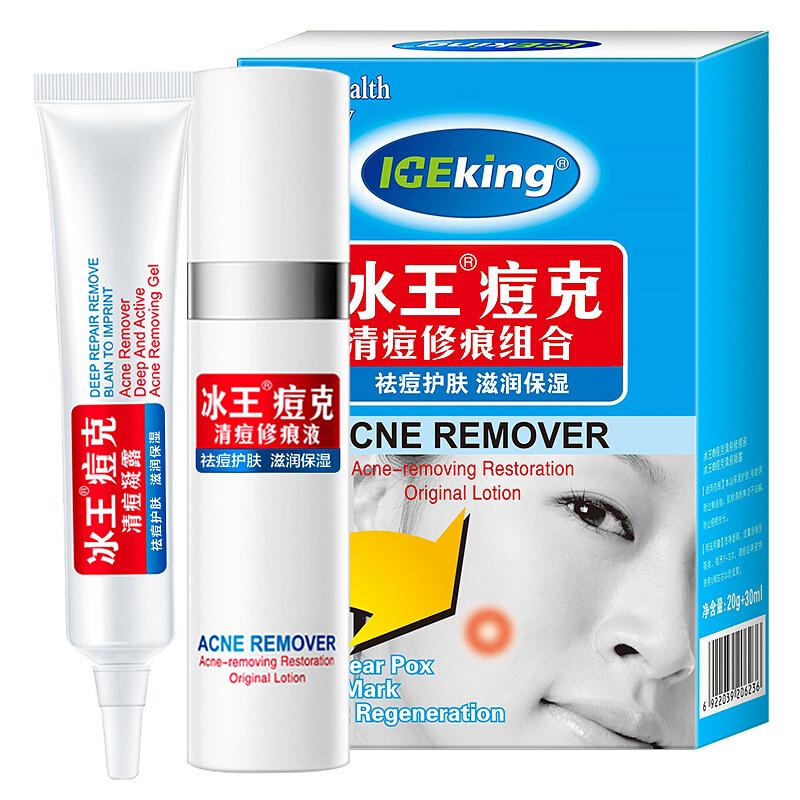 ICEking®
alth
ICEking®
冰王®痘克
清痘修痕组合
祛痘护肤 滋润保湿
CNE REMOVER
Acne-removing Restoration
Original Lotion
ear Pox
Mark
Regeneration
净含量:20g+30ml
6 922039 206236
DEEP REPAIR REMOVE
BLAIN TO IMPRINT
Acne Remover
Deep And Active
Acne Removing Gel
冰王®痘克
清痘凝露
祛痘护肤 滋润保湿
冰王®痘克
清痘修痕液
祛痘护肤 滋润保湿
ACNE REMOVER
Acne-removing Restoration
Original Lotion